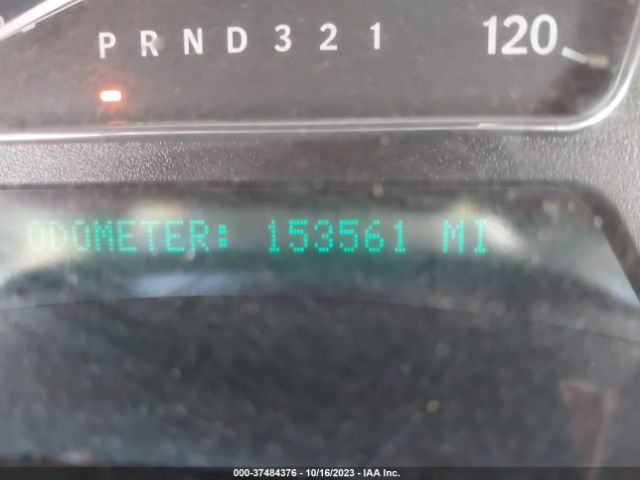 P R N D 3 2 1 120
ODOMETER: 153561 MI
000-37484376 - 10/16/2023 - IAA Inc.